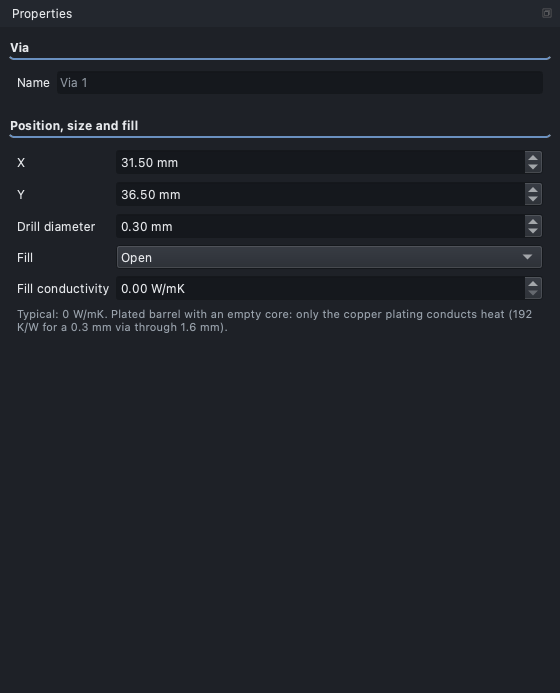 Properties
Via
Name Via 1
Position, size and fill
X 31.50 mm
Y 36.50 mm
Drill diameter 0.30 mm
Fill Open
Fill conductivity 0.00 W/mK
Typical: 0 W/mK. Plated barrel with an empty core: only the copper plating conducts heat (192
K/W for a 0.3 mm via through 1.6 mm).